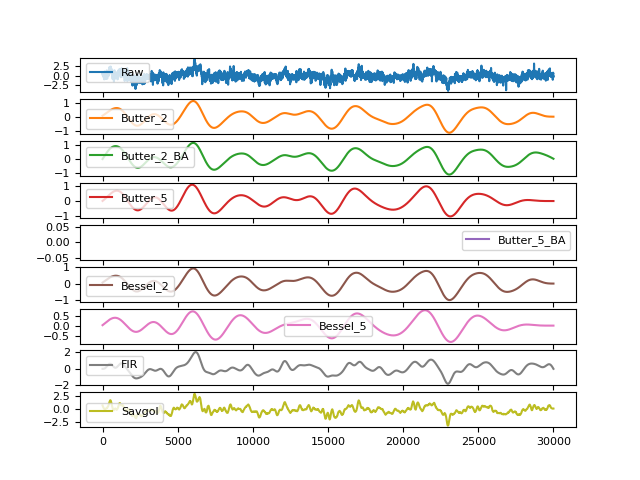 2.5
0.0
−2.5
Raw
1
0
−1
Butter_2
1
0
−1
Butter_2_BA
1
0
−1
Butter_5
0.05
0.00
−0.05
Butter_5_BA
1
0
−1
Bessel_2
0.5
0.0
−0.5
Bessel_5
2
0
−2
FIR
2.5
0.0
−2.5
Savgol
0 5000 10000 15000 20000 25000 30000